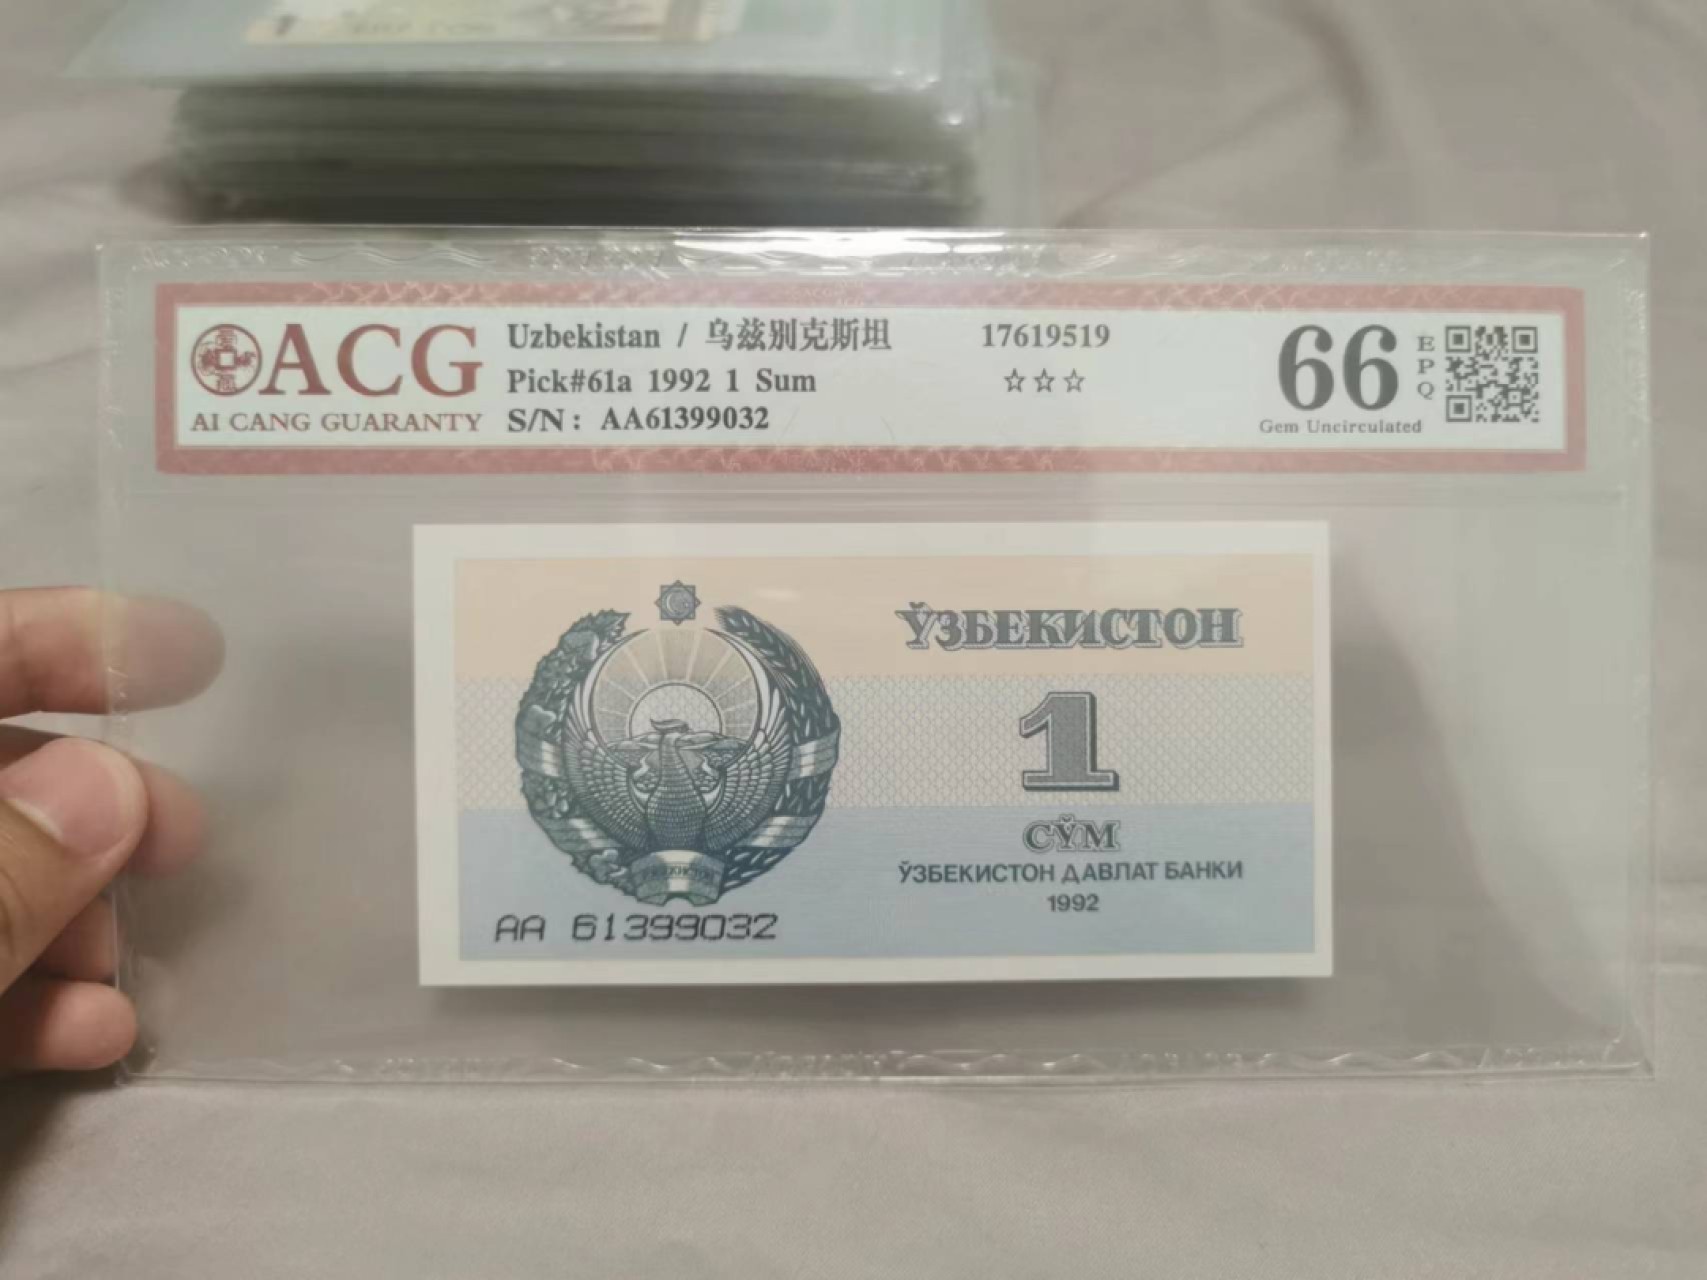 ACG
AI CANG GUARANTY
Uzbekistan / 乌兹别克斯坦
Pick#61a 1992 1 Sum
S/N: AA61399032
17619519
☆☆☆
66
EPQ
Gem Uncirculated
ЎЗБЕКИСТОН
1
СЎМ
ЎЗБЕКИСТОН ДАВЛАТ БАНКИ
1992
AA 61399032